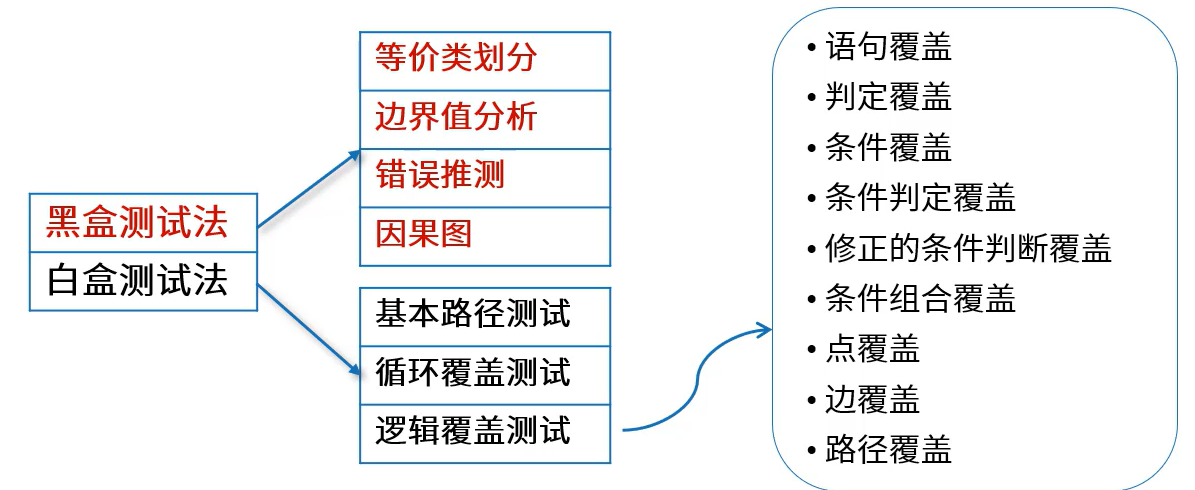 黑盒测试法
白盒测试法
等价类划分
边界值分析
错误推测
因果图
基本路径测试
循环覆盖测试
逻辑覆盖测试
• 语句覆盖
• 判定覆盖
• 条件覆盖
• 条件判定覆盖
• 修正的条件判断覆盖
• 条件组合覆盖
• 点覆盖
• 边覆盖
• 路径覆盖